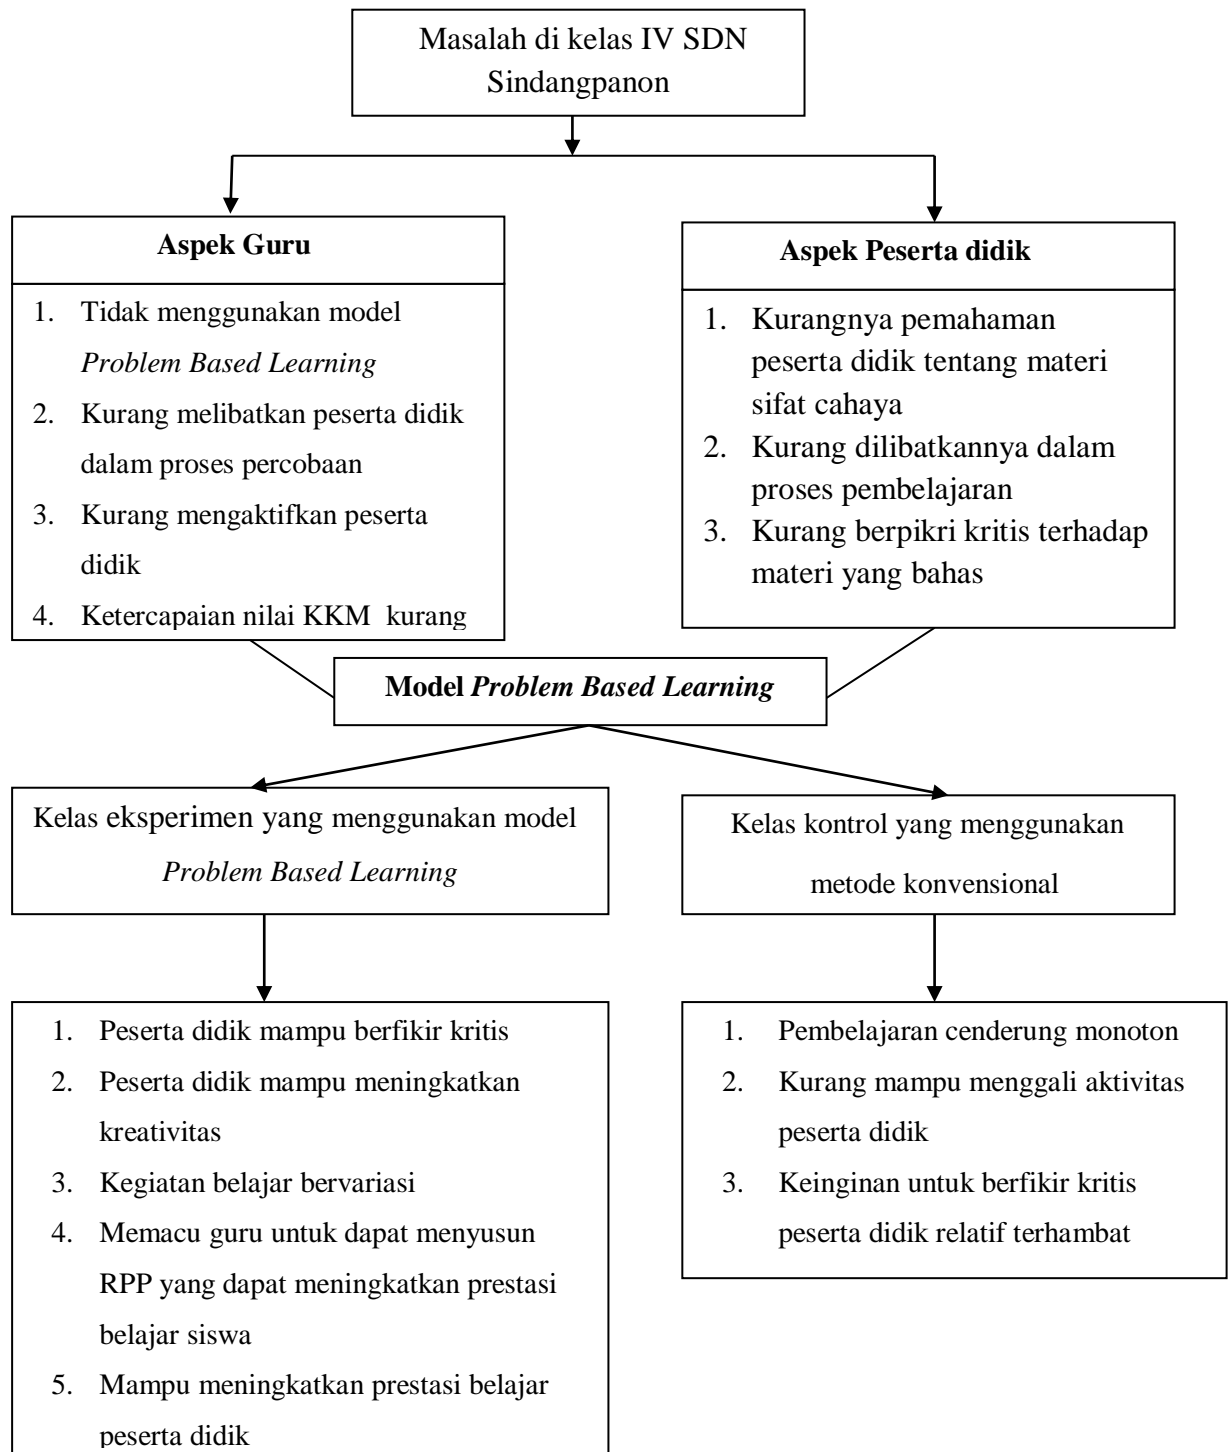 Masalah di kelas IV SDN
Sindangpanon
Aspek Guru
1. Tidak menggunakan model
Problem Based Learning
2. Kurang melibatkan peserta didik
dalam proses percobaan
3. Kurang mengaktifkan peserta
didik
4. Ketercapaian nilai KKM kurang
Aspek Peserta didik
1. Kurangnya pemahaman
peserta didik tentang materi
sifat cahaya
2. Kurang dilibatkannya dalam
proses pembelajaran
3. Kurang berpikri kritis terhadap
materi yang bahas
Model Problem Based Learning
Kelas eksperimen yang menggunakan model
Problem Based Learning
Kelas kontrol yang menggunakan
metode konvensional
1. Peserta didik mampu berfikir kritis
2. Peserta didik mampu meningkatkan
kreativitas
3. Kegiatan belajar bervariasi
4. Memacu guru untuk dapat menyusun
RPP yang dapat meningkatkan prestasi
belajar siswa
5. Mampu meningkatkan prestasi belajar
peserta didik
1. Pembelajaran cenderung monoton
2. Kurang mampu menggali aktivitas
peserta didik
3. Keinginan untuk berfikir kritis
peserta didik relatif terhambat